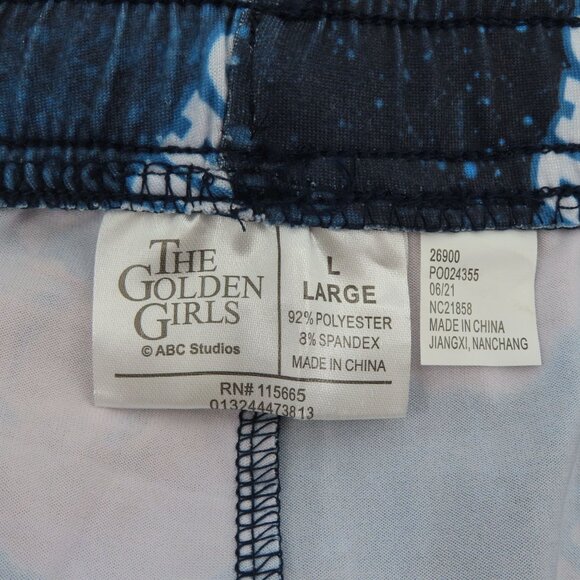 THE
GOLDEN
GIRLS
© ABC Studios
L
LARGE
92% POLYESTER
8% SPANDEX
MADE IN CHINA
RN# 115665
013244473813
26900
PO024355
06/21
NC21858
MADE IN CHINA
JIANGXI, NANCHANG